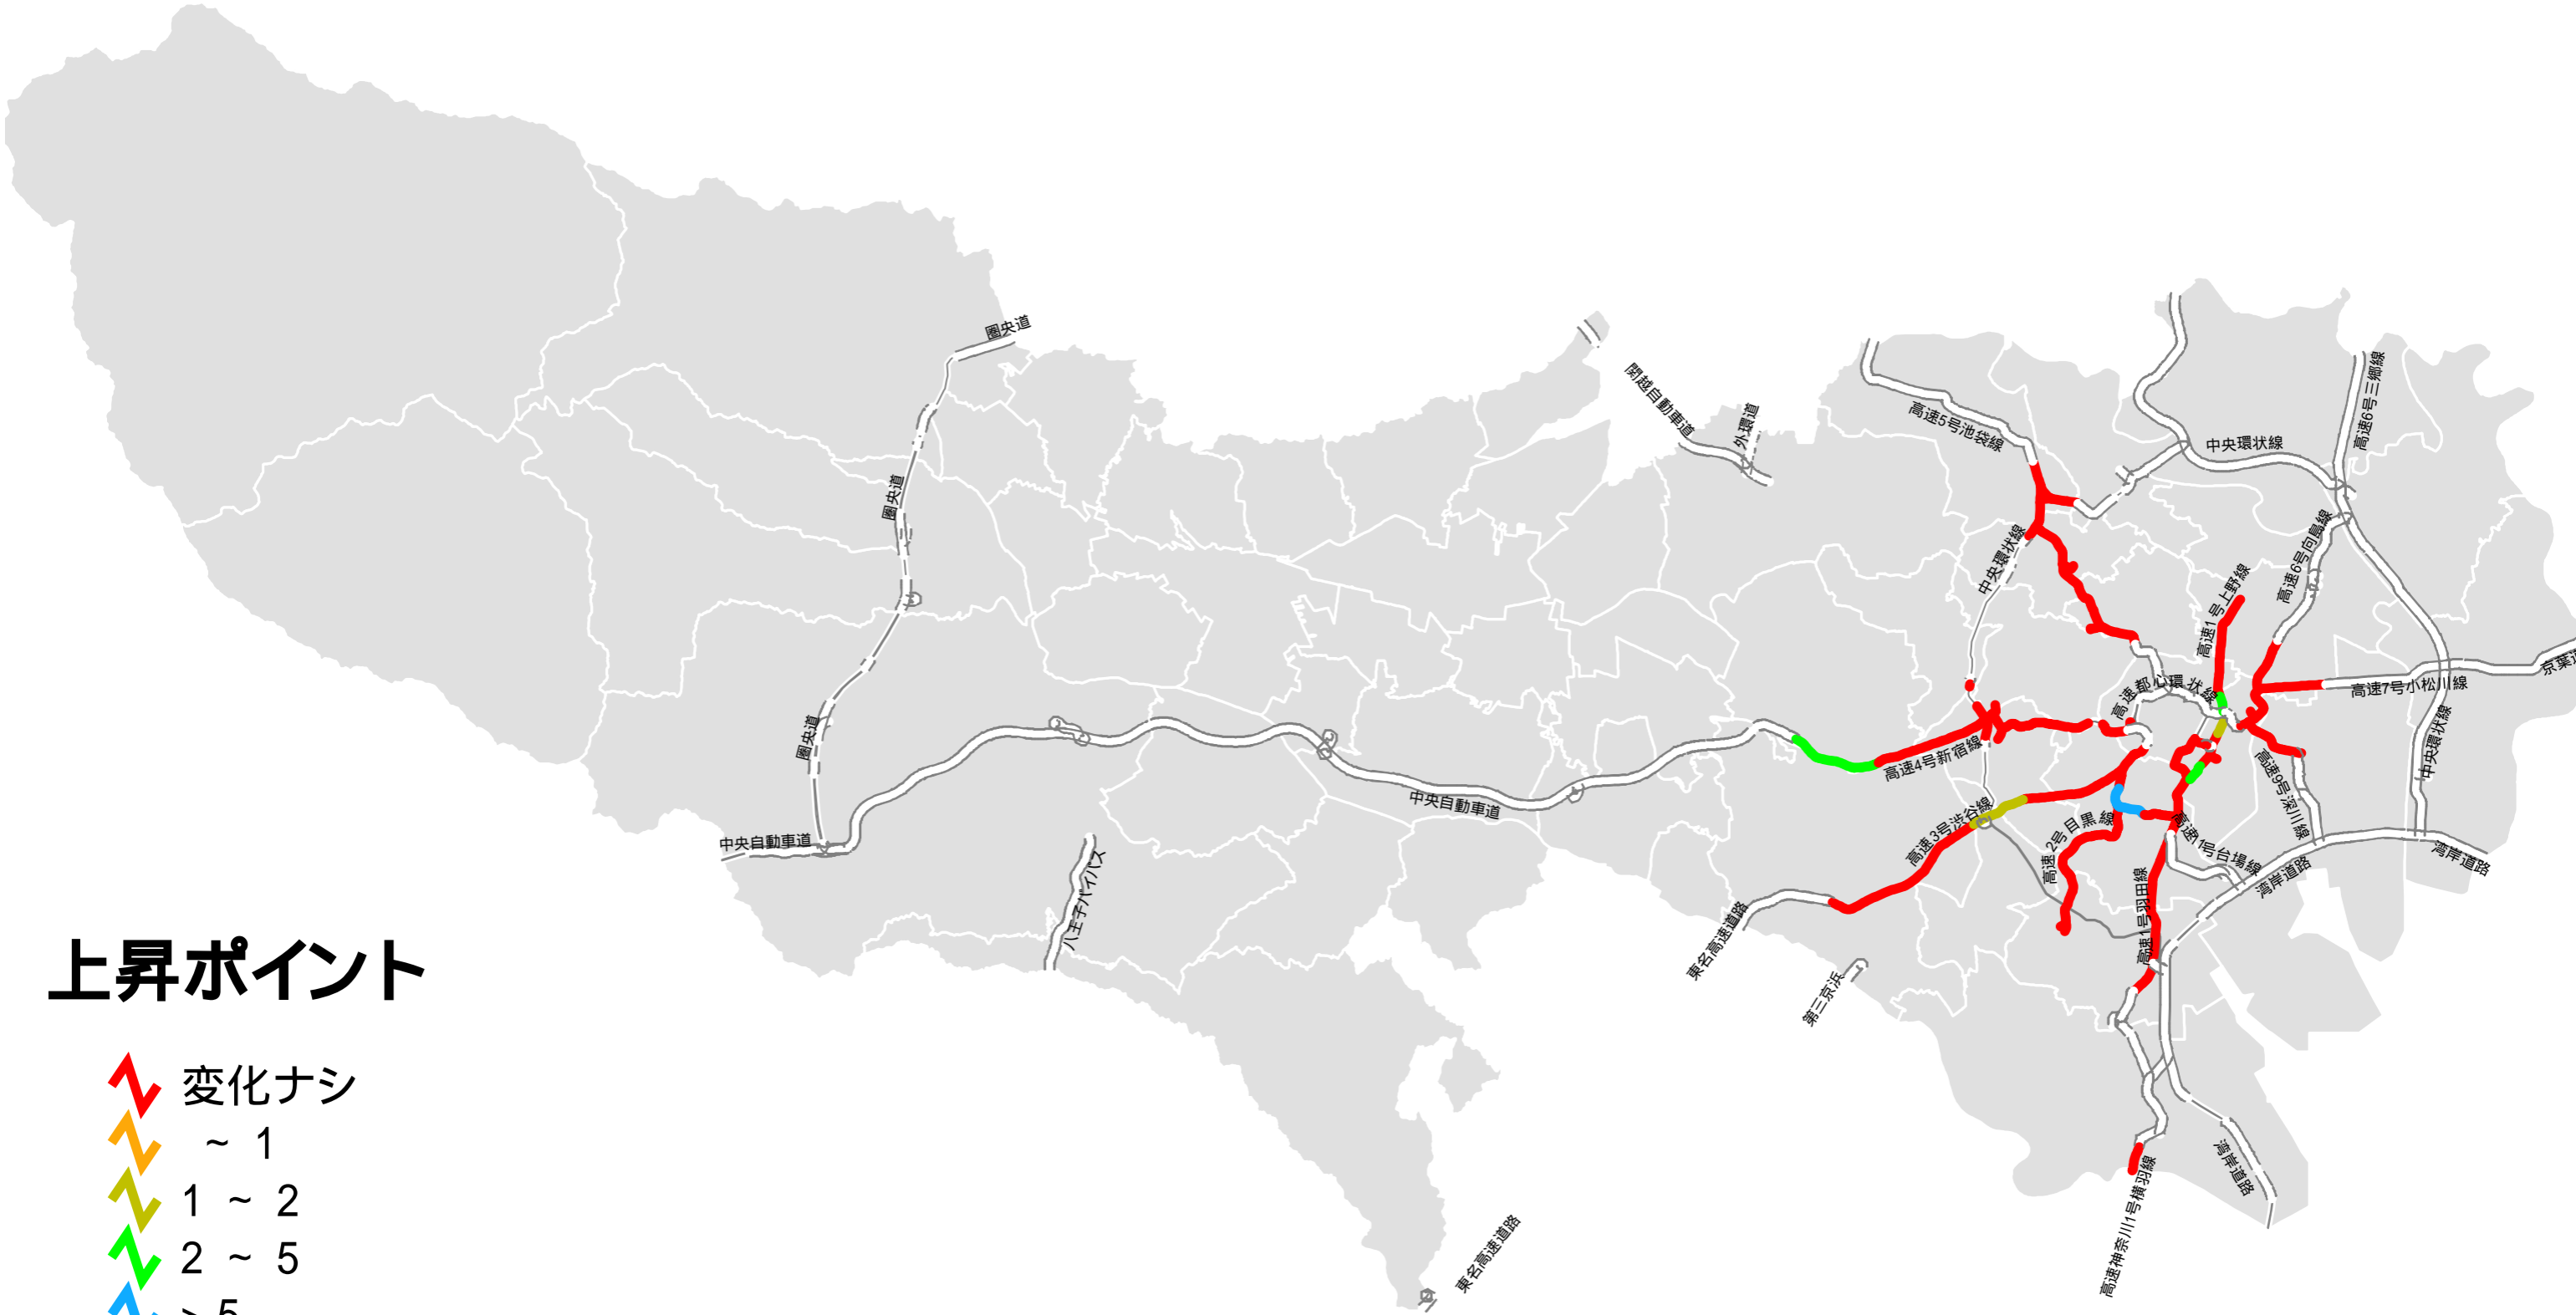 圏央道
関越自動車道
外環道
高速5号池袋線
中央環状線
高速6号三郷線
圏央道
中央環状線
高速1号上野線
高速6号向島線
高速都心環状線
高速7号小松川線
中央環状線
圏央道
高速4号新宿線
高速9号深川線
中央自動車道
中央自動車道
高速3号渋谷線
高速2号目黒線
高速11号台場線
湾岸道路
湾岸道路
八王子バイパス
東名高速道路
高速1号羽田線
第三京浜
上昇ポイント
変化ナシ
~ 1
1 ~ 2
2 ~ 5
> 5
湾岸道路
高速神奈川1号横羽線
東名高速道路